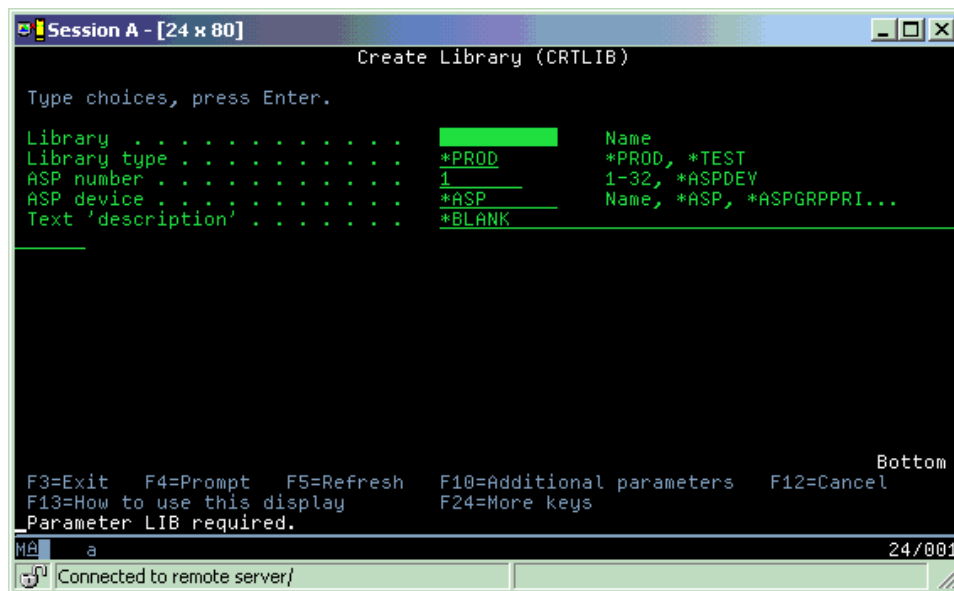 Session A - [24 x 80]
Create Library (CRTLIB)
Type choices, press Enter.
Library . . . . . . . . . . . . Name
Library type . . . . . . . . . . *PROD *PROD, *TEST
ASP number . . . . . . . . . . . 1 1-32, *ASPDEV
ASP device . . . . . . . . . . . *ASP Name, *ASP, *ASPGRPPRI...
Text 'description' . . . . . . . *BLANK
Bottom
F3=Exit F4=Prompt F5=Refresh F10=Additional parameters F12=Cancel
F13=How to use this display F24=More keys
Parameter LIB required.
MA a 24/001
Connected to remote server/